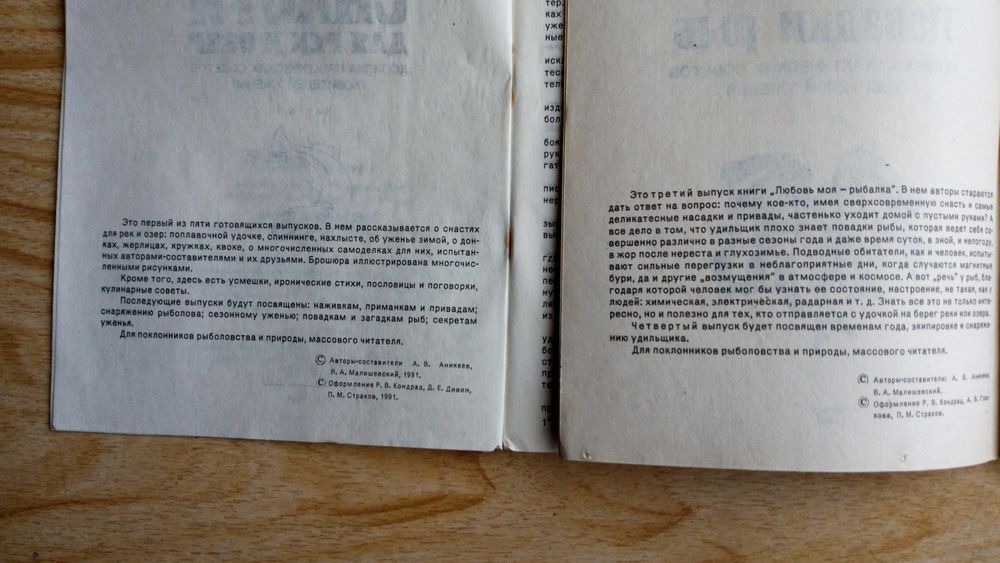 Это первый из пяти готовящихся выпусков. В нем рассказывается о снастях
для рек и озер: поплавочной удочке, спиннинге, нахлысте, об уженье зимой, о дон-
ках, жерлицах, кружках, квоке, о многочисленных самоделках для них, испытан-
ных авторами-составителями и их друзьями. Брошюра иллюстрирована многочис-
ленными рисунками.
Кроме того, здесь есть усмешки, иронические стихи, пословицы и поговорки,
кулинарные советы.
Последующие выпуски будут посвящены: наживкам, приманкам и привадам;
снаряжению рыболова; сезонному уженью; повадкам и загадкам рыб; секретам
уженья.
Для поклонников рыболовства и природы, массового читателя.
© Авторы-составители А. В. Аникеев,
В. А. Малишевский, 1991.
© Оформление Р. В. Кондрад, Д. Е. Дивин,
П. М. Страхов, 1991.
Это третий выпуск книги „Любовь моя — рыбалка". В нем авторы стараются
дать ответ на вопрос: почему кое-кто, имея сверхсовременную снасть и самые
деликатесные насадки и привады, частенько уходит домой с пустыми руками? А
все дело в том, что удильщик плохо знает повадки рыбы, которая ведет себя со-
вершенно различно в разные сезоны года и даже время суток, в зной, и непогоду,
в жор после нереста и глухозимье. Подводные обитатели, как и человек, испыты-
вают сильные перегрузки в неблагоприятные дни, когда случаются магнитные
бури, да и другие „возмущения" в атмосфере и космосе. А вот „речь" у рыб, бла-
годаря которой человек мог бы узнать ее состояние, настроение, не такая, как у
людей: химическая, электрическая, радарная и т. д. Знать все это не только инте-
ресно, но и полезно для тех, кто отправляется с удочкой на берег реки или озера.
Четвертый выпуск будет посвящен временам года, экипировке и снаряже-
нию удильщика.
Для поклонников рыболовства и природы, массового читателя.
© Авторы-составители: А. В. Аникеев,
В. А. Малишевский.
© Оформление Р. В. Кондрад, А. В.
кова, П. М. Страхов.